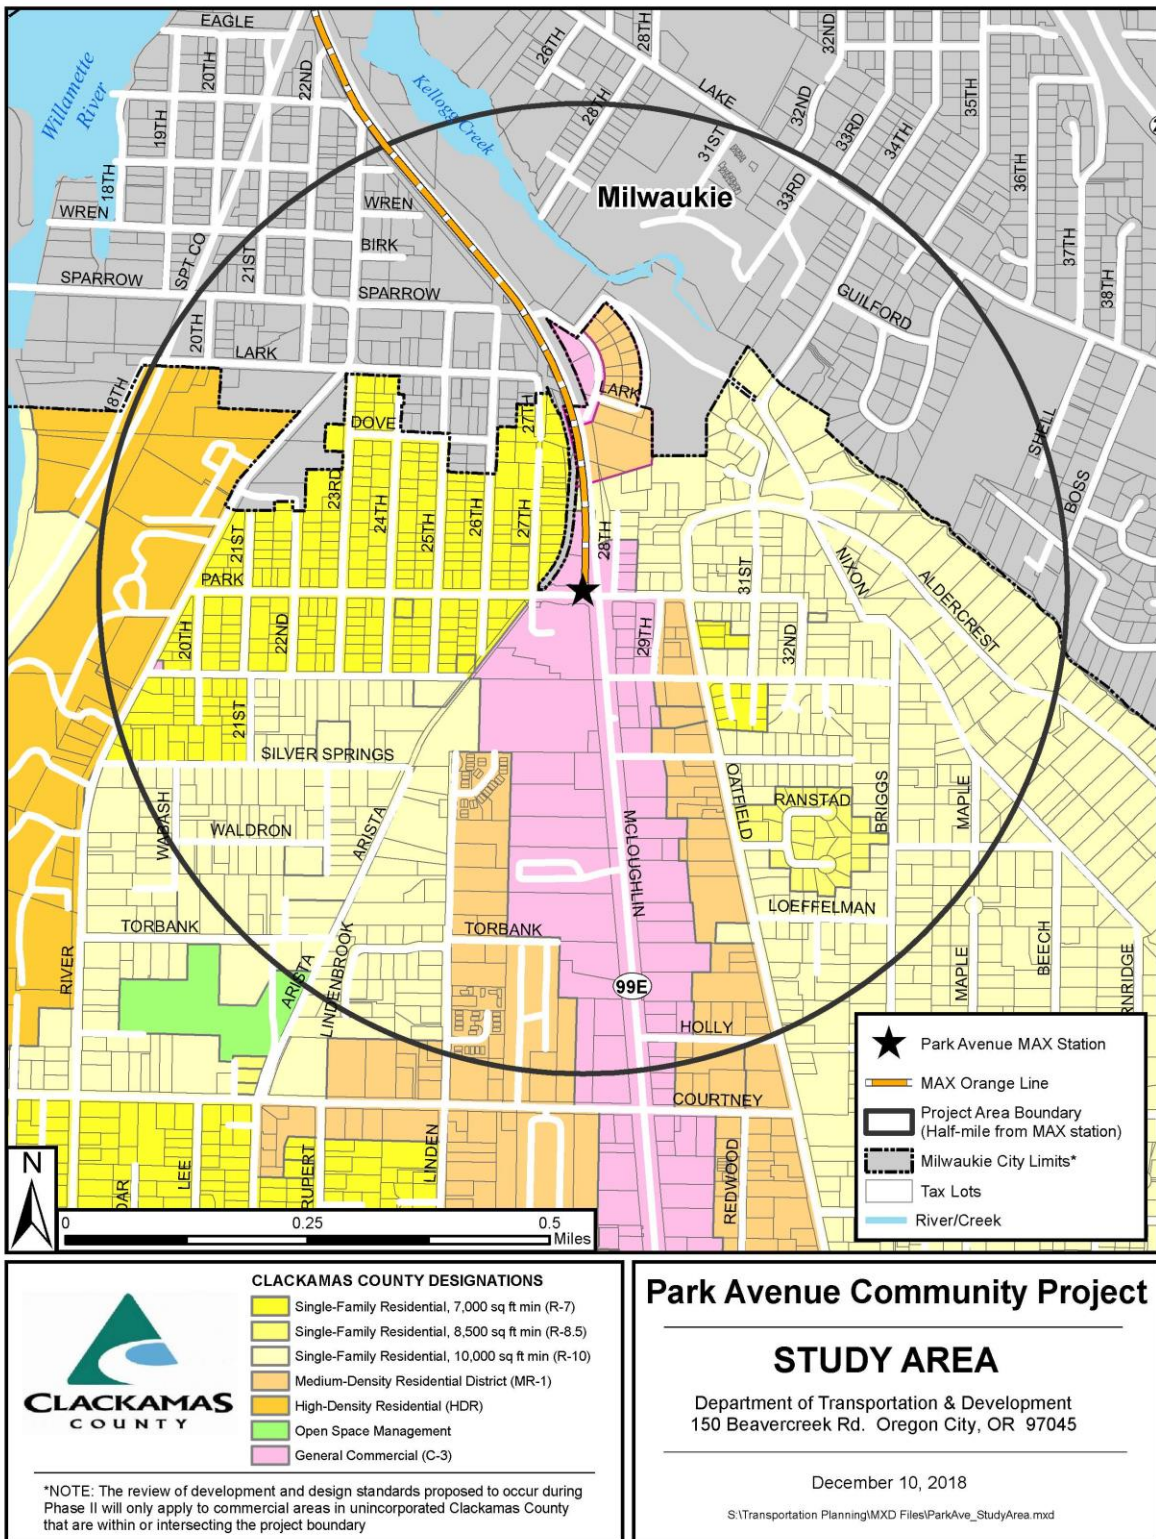 EAGLE
20TH
22ND
26TH
28TH
32ND
Willamette
River
19TH
18TH
Kellogg Creek
28TH
LAKE
31ST
32ND
33RD
34TH
35TH
36TH
33RD
Milwaukie
WREN
WREN
BIRK
SPT CO
21ST
SPARROW
SPARROW
20TH
LARK
18TH
37TH
38TH
GUILFORD
LARK
27TH
DOVE
23RD
24TH
25TH
26TH
27TH
28TH
SHELL
BOSS
21ST
PARK
20TH
22ND
29TH
31ST
32ND
NIXON
ALDERCREST
21ST
SILVER SPRINGS
WABASH
WALDRON
ARISTA
OATFIELD
RANSTAD
BRIGGS
MAPLE
MCLOUGHLIN
LOEFFELMAN
TORBANK
TORBANK
RIVER
ARISTA
LINDENBROOK
99E
MAPLE
BEECH
RNRIDGE
HOLLY
COURTNEY
LEE
RUPERT
LINDEN
REDWOOD
DAR
N
0 0.25 0.5
Miles
Park Avenue MAX Station
MAX Orange Line
Project Area Boundary
(Half-mile from MAX station)
Milwaukie City Limits*
Tax Lots
River/Creek
CLACKAMAS
COUNTY
CLACKAMAS COUNTY DESIGNATIONS
Single-Family Residential, 7,000 sq ft min (R-7)
Single-Family Residential, 8,500 sq ft min (R-8.5)
Single-Family Residential, 10,000 sq ft min (R-10)
Medium-Density Residential District (MR-1)
High-Density Residential (HDR)
Open Space Management
General Commercial (C-3)
*NOTE: The review of development and design standards proposed to occur during
Phase II will only apply to commercial areas in unincorporated Clackamas County
that are within or intersecting the project boundary
Park Avenue Community Project
STUDY AREA
Department of Transportation & Development
150 Beavercreek Rd. Oregon City, OR 97045
December 10, 2018
S:\Transportation Planning\MXD Files\ParkAve_StudyArea.mxd